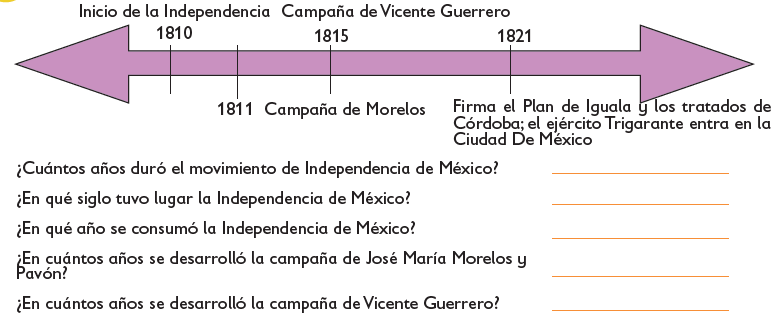 Inicio de la Independencia Campaña de Vicente Guerrero
1810 1815 1821
1811 Campaña de Morelos
Firma el Plan de Iguala y los tratados de
Córdoba; el ejército Trigarante entra en la
Ciudad De México
¿Cuántos años duró el movimiento de Independencia de México?
¿En qué siglo tuvo lugar la Independencia de México?
¿En qué año se consumó la Independencia de México?
¿En cuántos años se desarrolló la campaña de José María Morelos y
Pavón?
¿En cuántos años se desarrolló la campaña de Vicente Guerrero?